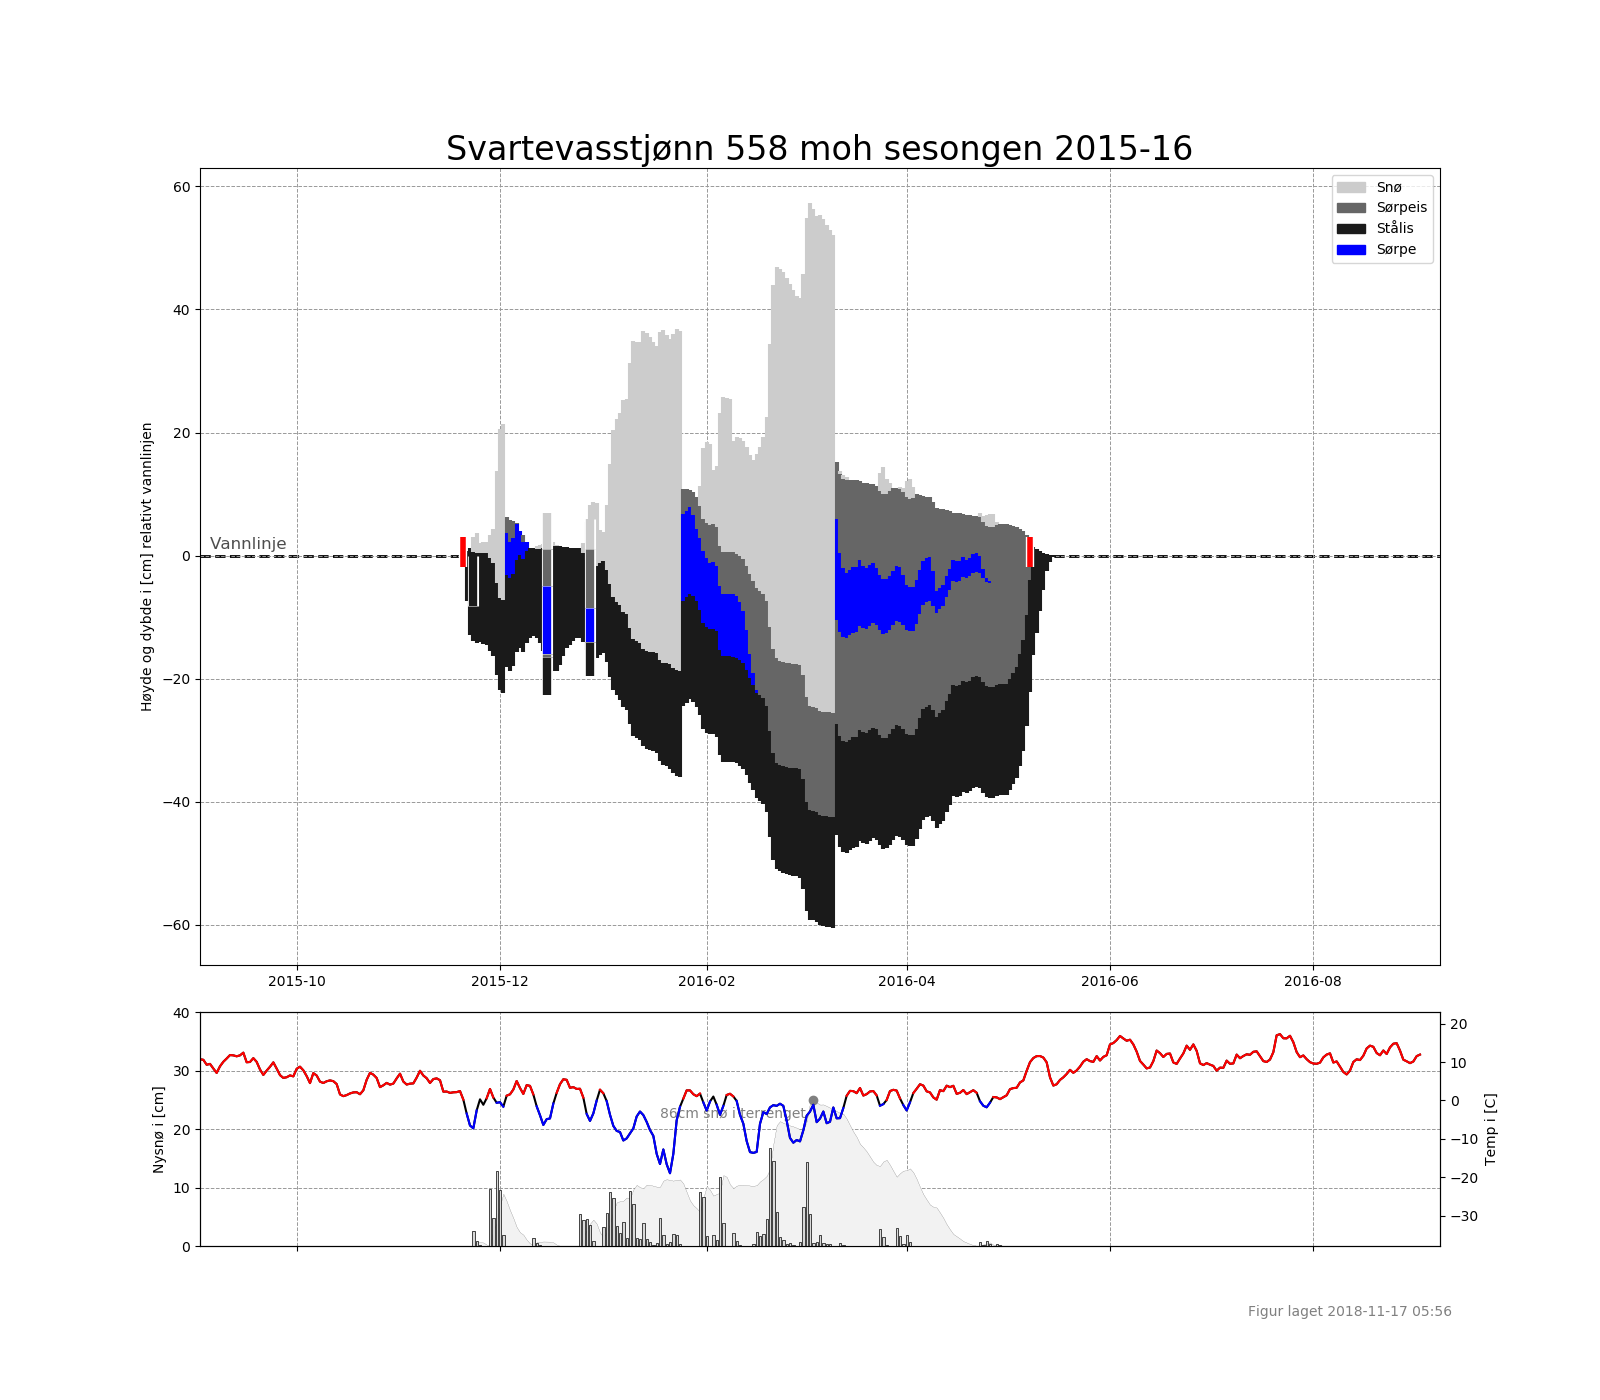 Svartevasstjønn 558 moh sesongen 2015-16
Snø
Sørpeis
Stålis
Sørpe
Høyde og dybde i [cm] relativt vannlinjen
60
40
20
0
−20
−40
−60
Vannlinje
2015-10
2015-12
2016-02
2016-04
2016-06
2016-08
Nysnø i [cm]
40
30
20
10
0
86cm snø i terrenget
20
10
0
−10
−20
−30
Temp i [C]
Figur laget 2018-11-17 05:56